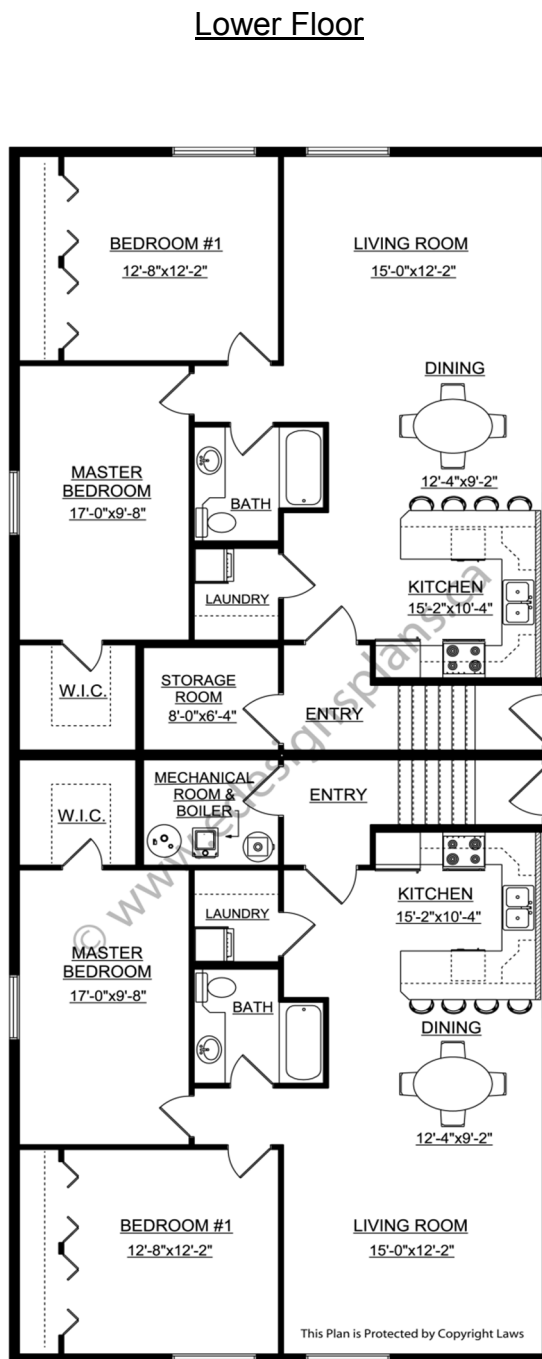 Lower Floor
BEDROOM #1
12'-8"x12'-2"
LIVING ROOM
15'-0"x12'-2"
DINING
12'-4"x9'-2"
MASTER
BEDROOM
17'-0"x9'-8"
BATH
LAUNDRY
KITCHEN
15'-2"x10'-4"
W.I.C.
STORAGE
ROOM
8'-0"x6'-4"
ENTRY
W.I.C.
MECHANICAL
ROOM &
BOILER
ENTRY
© www.edesignsplans.ca
LAUNDRY
KITCHEN
15'-2"x10'-4"
MASTER
BEDROOM
17'-0"x9'-8"
BATH
DINING
12'-4"x9'-2"
BEDROOM #1
12'-8"x12'-2"
LIVING ROOM
15'-0"x12'-2"
This Plan is Protected by Copyright Laws